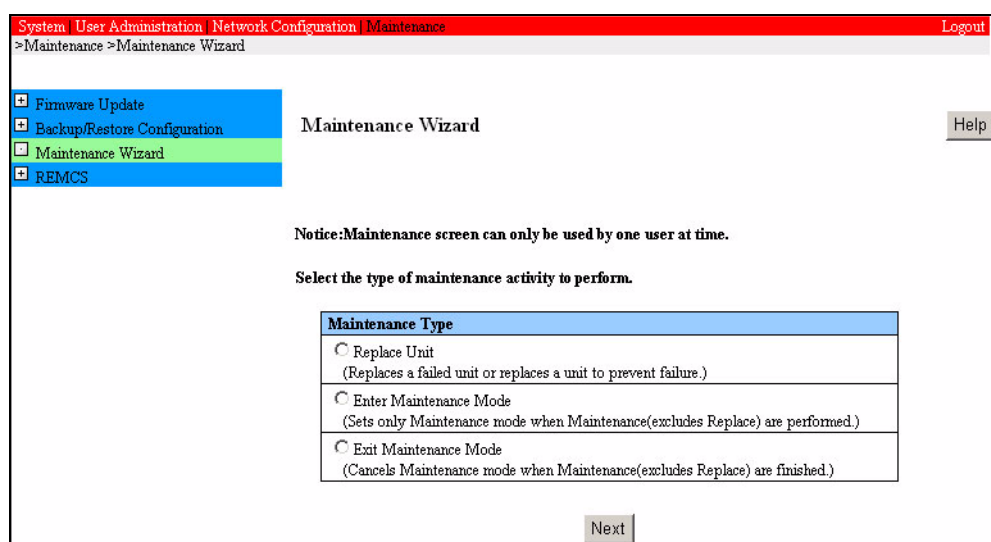 System | User Administration | Network Configuration | Maintenance Logout
>Maintenance >Maintenance Wizard
Firmware Update
Backup/Restore Configuration
Maintenance Wizard
REMCS
Maintenance Wizard
Help
Notice:Maintenance screen can only be used by one user at time.
Select the type of maintenance activity to perform.
Maintenance Type
Replace Unit
(Replaces a failed unit or replaces a unit to prevent failure.)
Enter Maintenance Mode
(Sets only Maintenance mode when Maintenance(excludes Replace) are performed.)
Exit Maintenance Mode
(Cancels Maintenance mode when Maintenance(excludes Replace) are finished.)
Next